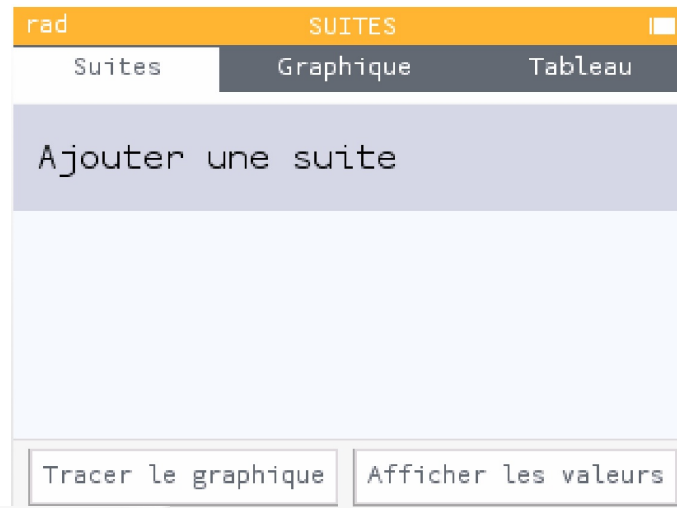 rad SUITES
Suites Graphique Tableau
Ajouter une suite
Tracer le graphique Afficher les valeurs